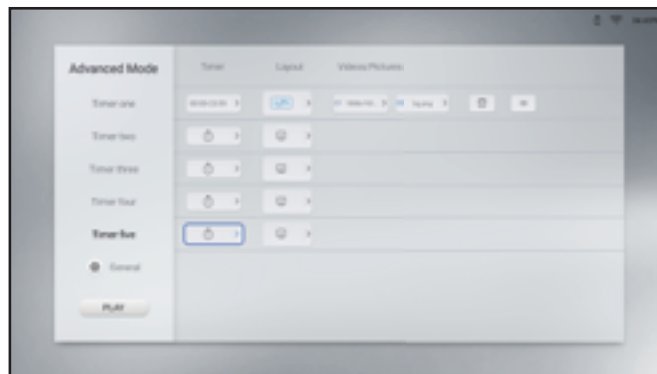 Advanced Mode
Timer
Layout
Videos/Pictures
Timer one
Timer two
Timer three
Timer four
Timer five
General
PLAY